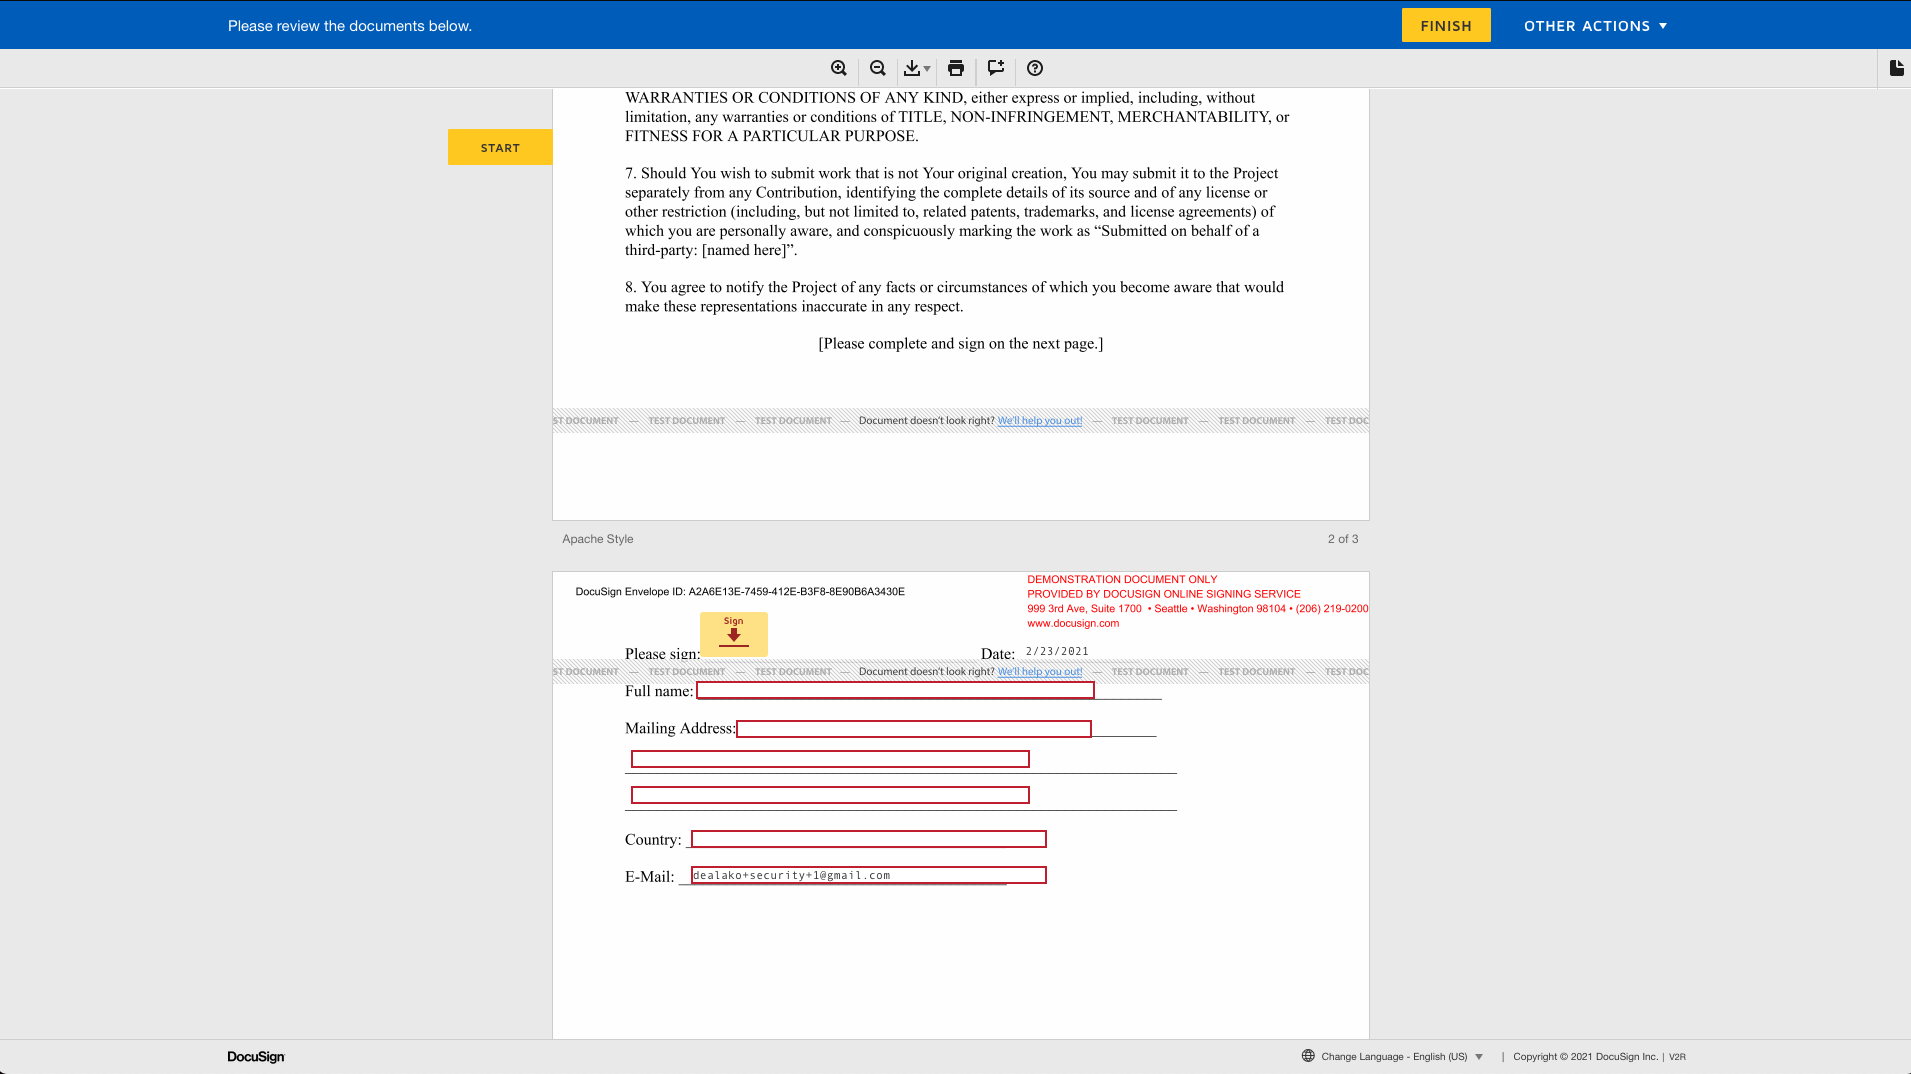 Please review the documents below.
FINISH
OTHER ACTIONS
START
WARRANTIES OR CONDITIONS OF ANY KIND, either express or implied, including, without
limitation, any warranties or conditions of TITLE, NON-INFRINGEMENT, MERCHANTABILITY, or
FITNESS FOR A PARTICULAR PURPOSE.
7. Should You wish to submit work that is not Your original creation, You may submit it to the Project
separately from any Contribution, identifying the complete details of its source and of any license or
other restriction (including, but not limited to, related patents, trademarks, and license agreements) of
which you are personally aware, and conspicuously marking the work as “Submitted on behalf of a
third-party: [named here]”.
8. You agree to notify the Project of any facts or circumstances of which you become aware that would
make these representations inaccurate in any respect.
[Please complete and sign on the next page.]
ST DOCUMENT — TEST DOCUMENT — TEST DOCUMENT — Document doesn't look right? We'll help you out! — TEST DOCUMENT — TEST DOCUMENT — TEST DOC
Apache Style 2 of 3
DocuSign Envelope ID: A2A6E13E-7459-412E-B3F8-8E90B6A3430E
DEMONSTRATION DOCUMENT ONLY
PROVIDED BY DOCUSIGN ONLINE SIGNING SERVICE
999 3rd Ave, Suite 1700 • Seattle • Washington 98104 • (206) 219-0200
www.docusign.com
Sign
Please sign: Date: 2/23/2021
ST DOCUMENT — TEST DOCUMENT — TEST DOCUMENT — Document doesn't look right? We'll help you out! — TEST DOCUMENT — TEST DOCUMENT — TEST DOC
Full name:
Mailing Address:
Country:
E-Mail: dealako+security+1@gmail.com
DocuSign
Change Language - English (US) | Copyright © 2021 DocuSign Inc. | V2R